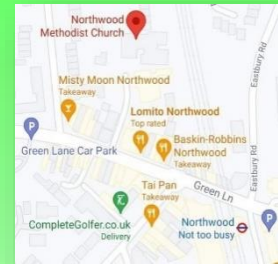 Northwood
Methodist Church
Eastbury Rd
Misty Moon Northwood
Takeaway
Lomito Northwood
Top rated
P
Baskin-Robbins
Northwood
Takeaway
Green Lane Car Park
Eastbury Rd
Tai Pan
Takeaway
Green Ln
CompleteGolfer.co.uk
Delivery
Northwood
Not too busy
P